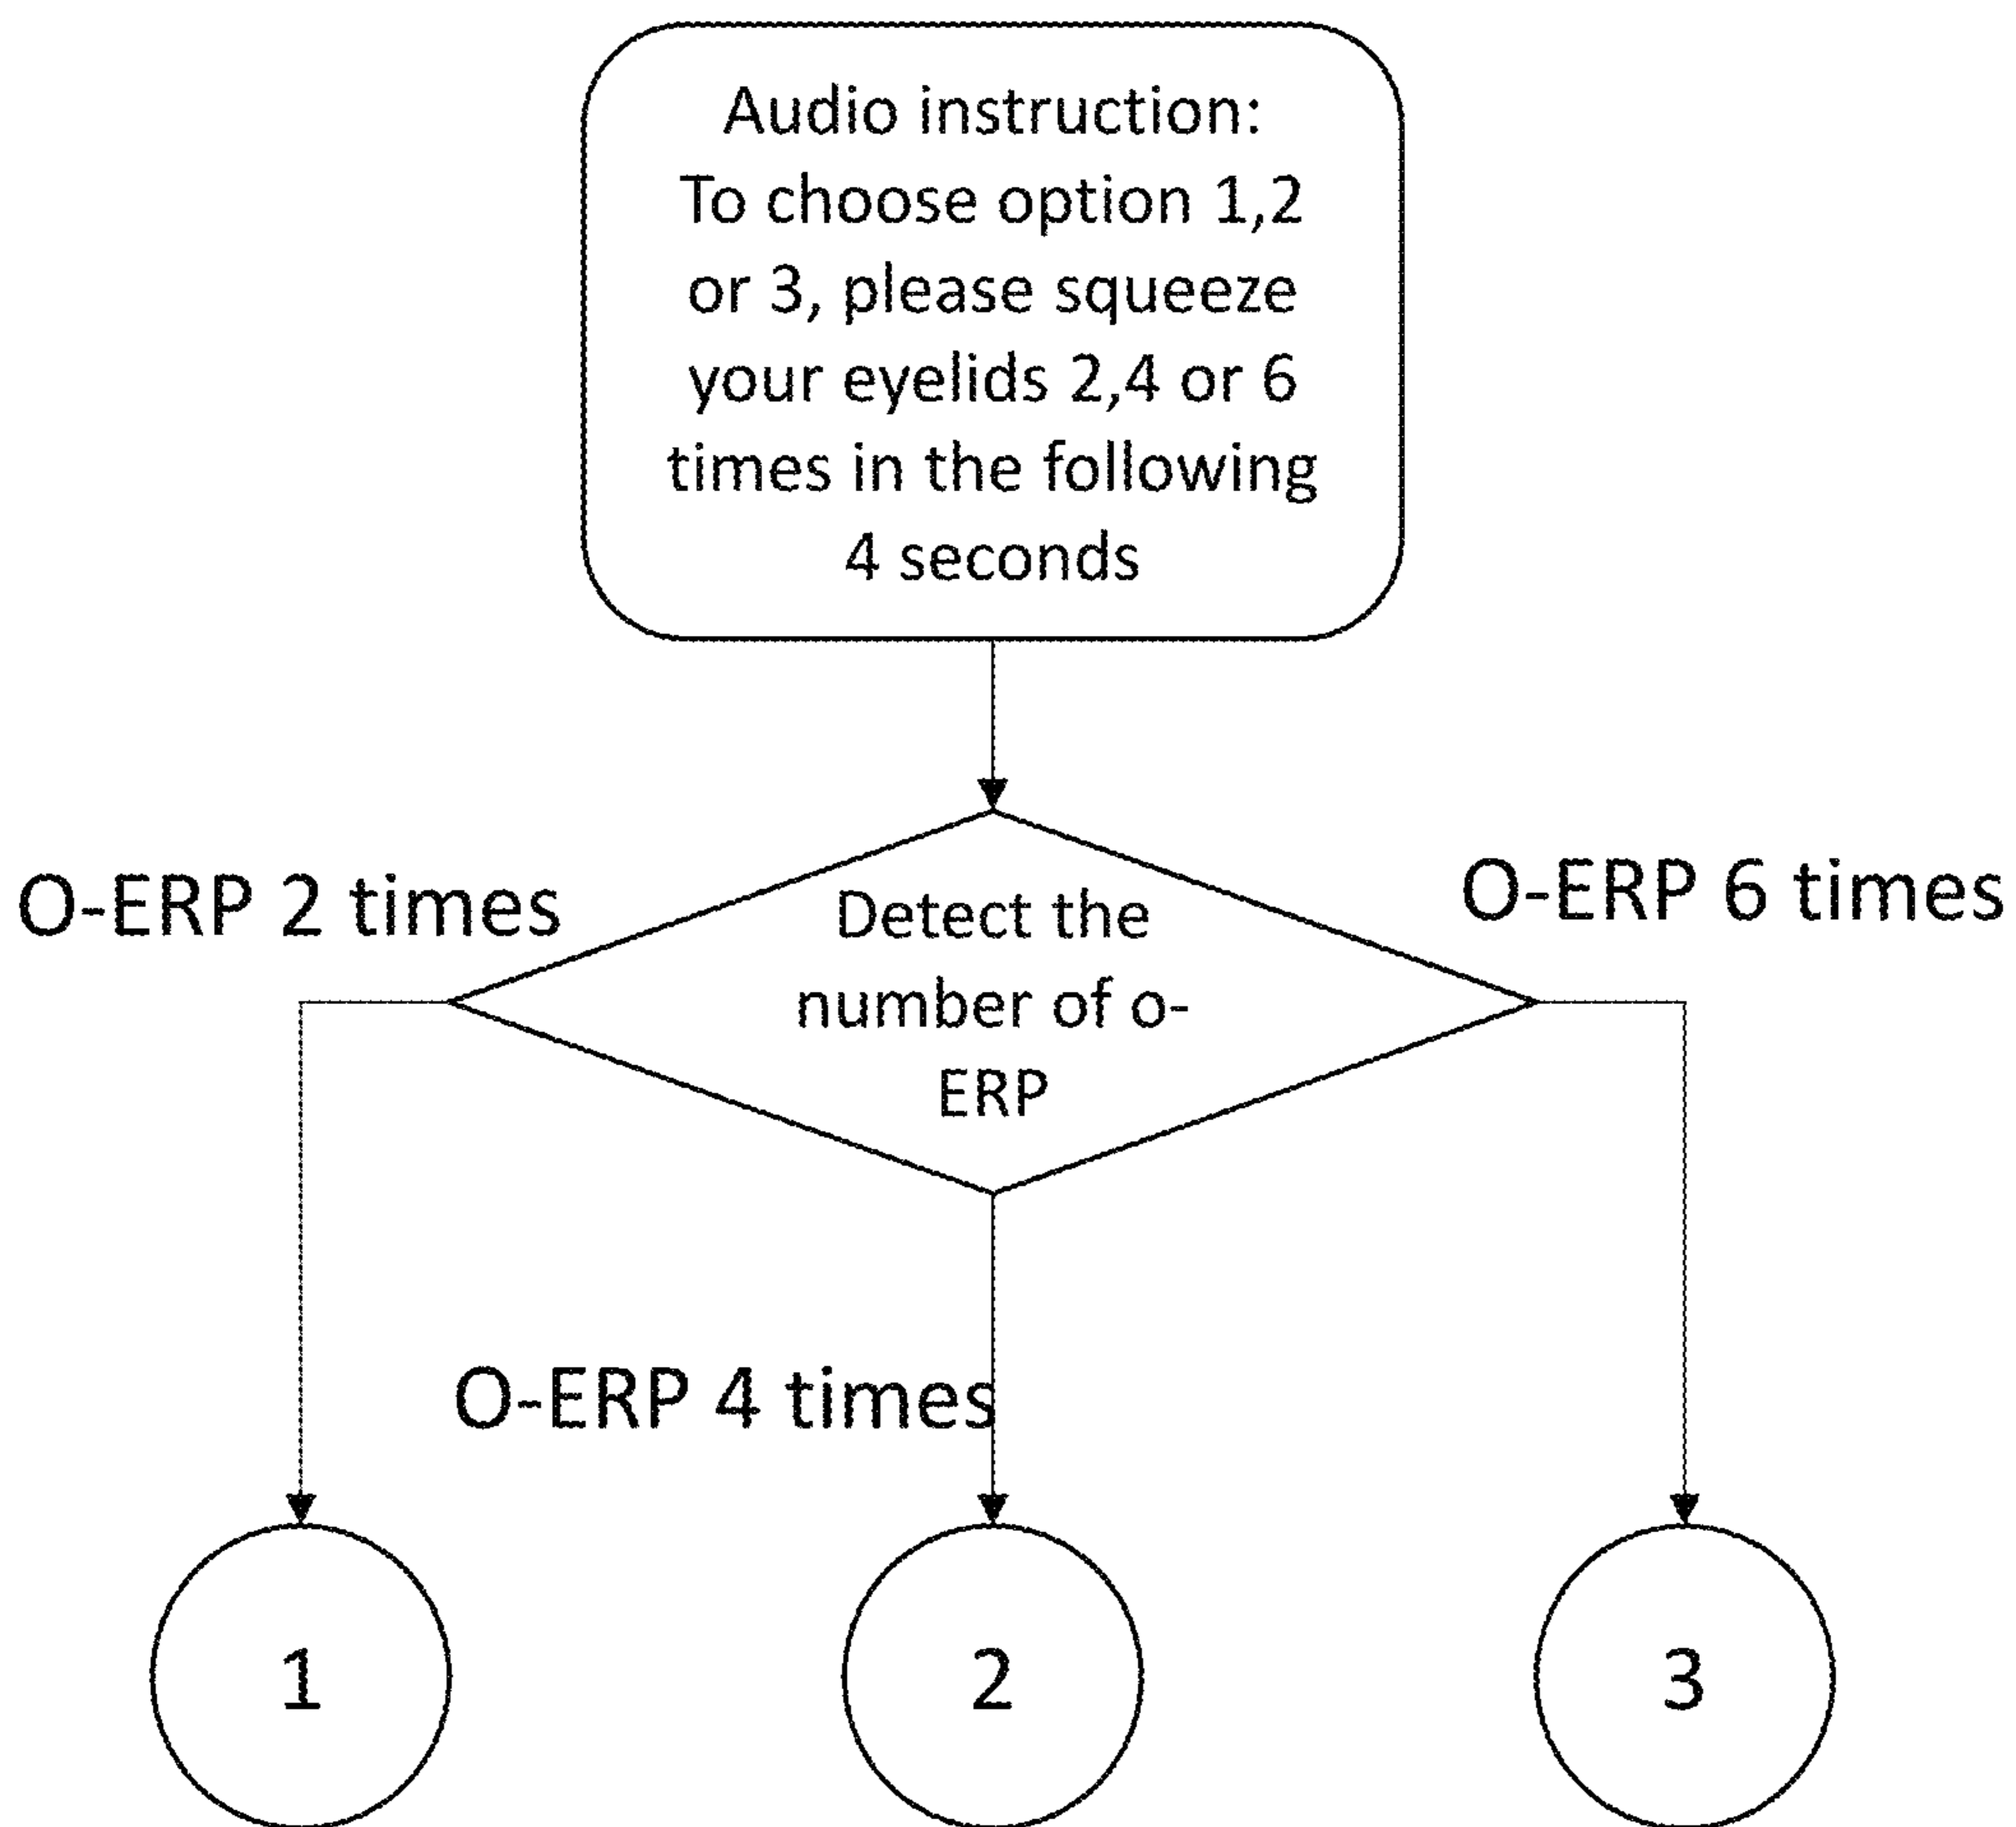 Audio instruction:
To choose option 1,2
or 3, please squeeze
your eyelids 2,4 or 6
times in the following
4 seconds
O-ERP 2 times
O-ERP 6 times
Detect the
number of o-
ERP
O-ERP 4 times
1
2
3